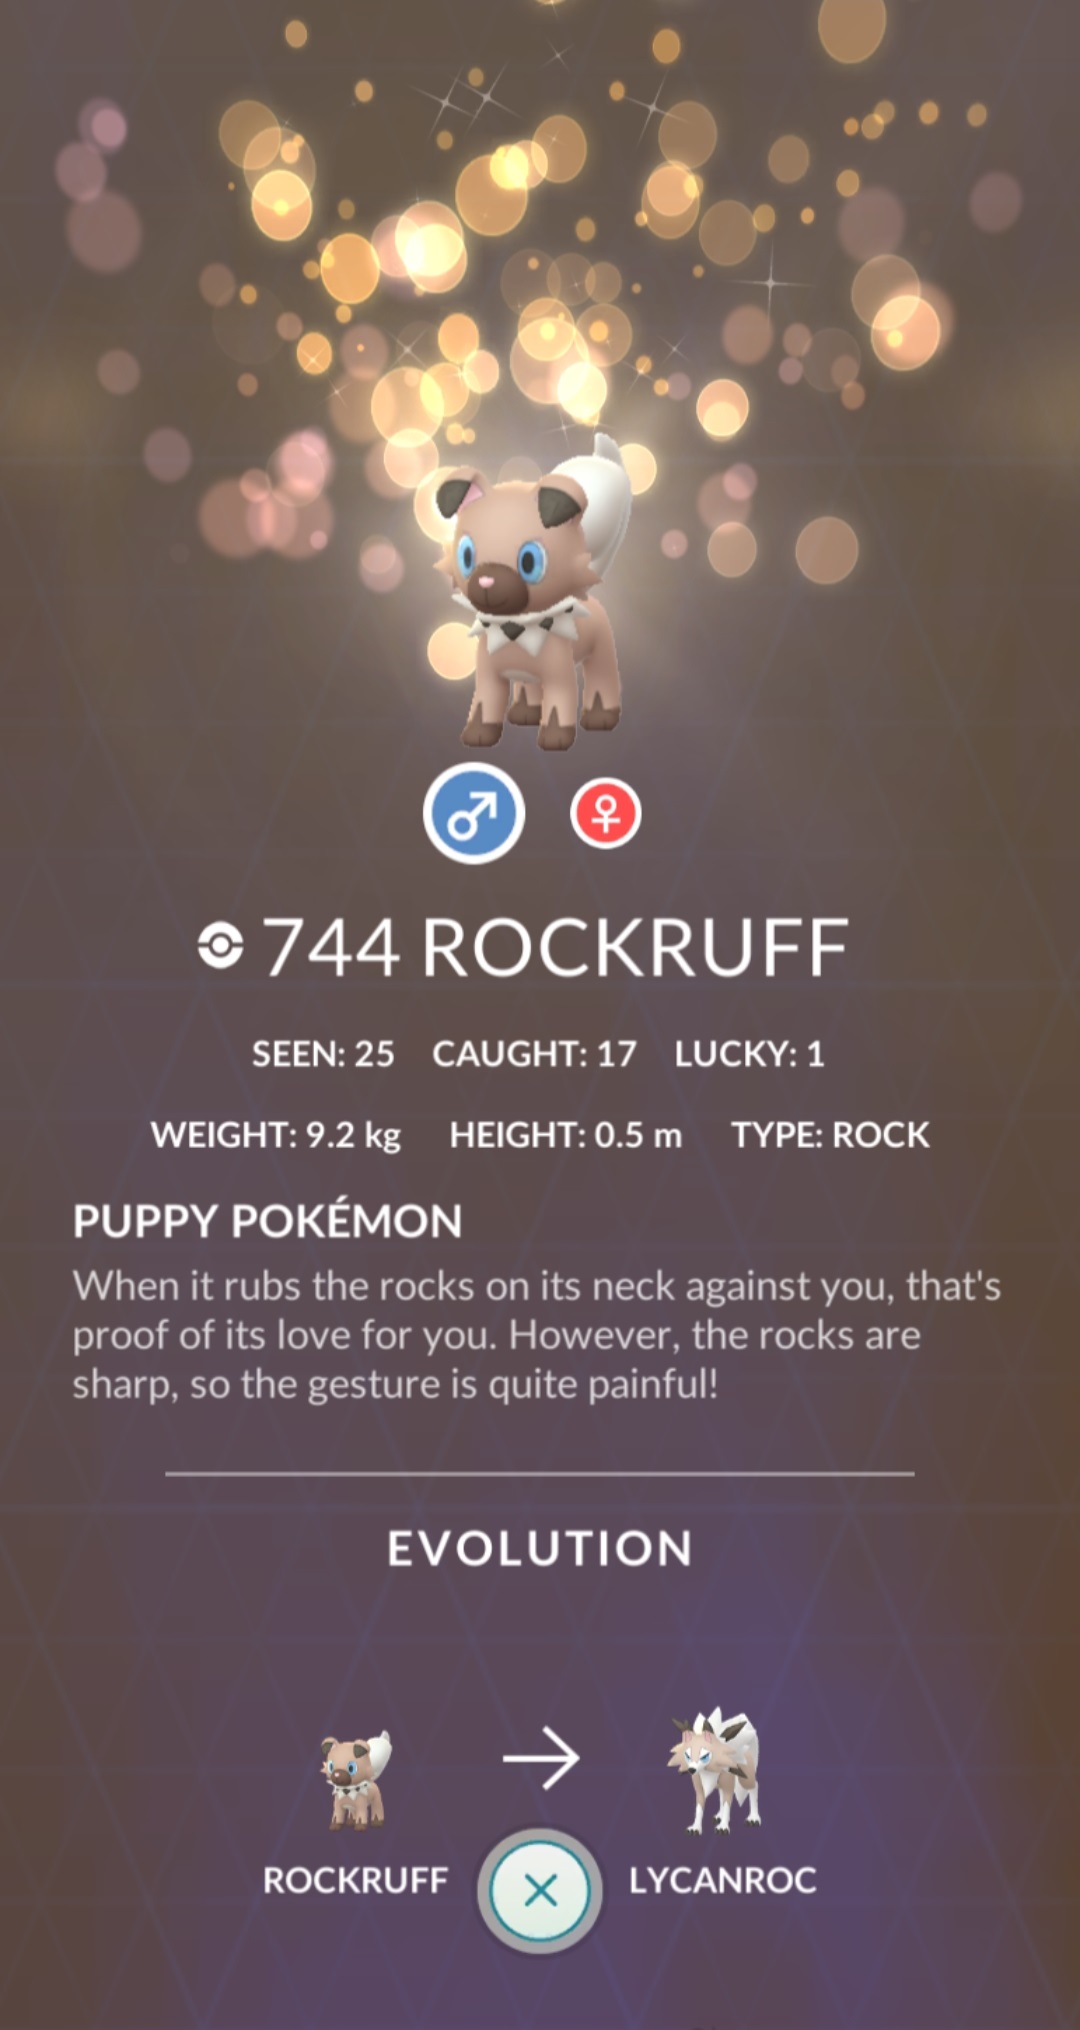 744 ROCKRUFF
SEEN: 25 CAUGHT: 17 LUCKY: 1
WEIGHT: 9.2 kg HEIGHT: 0.5 m TYPE: ROCK
PUPPY POKÉMON
When it rubs the rocks on its neck against you, that's
proof of its love for you. However, the rocks are
sharp, so the gesture is quite painful!
EVOLUTION
ROCKRUFF LYCANROC